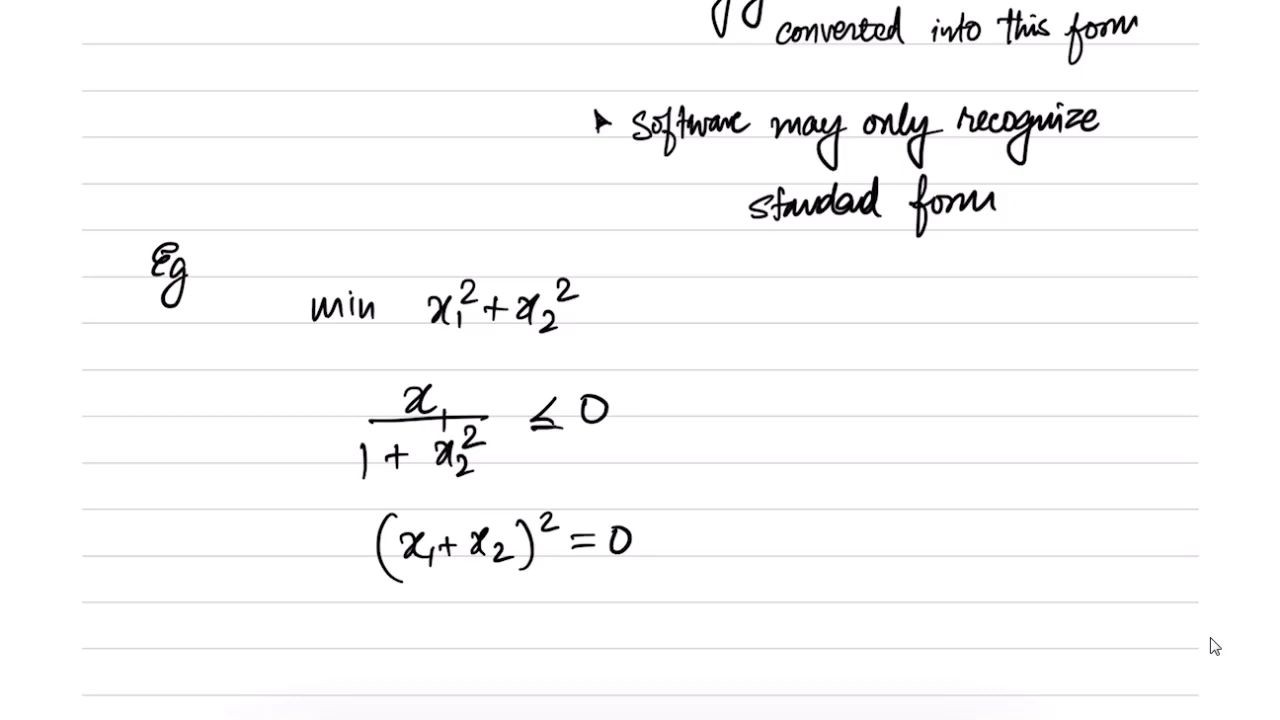 converted into this form
▸ Software may only recognize
standard form
Eg
min x₁² + x₂²
x₁ / (1 + x₂²) ≤ 0
(x₁ + x₂)² = 0